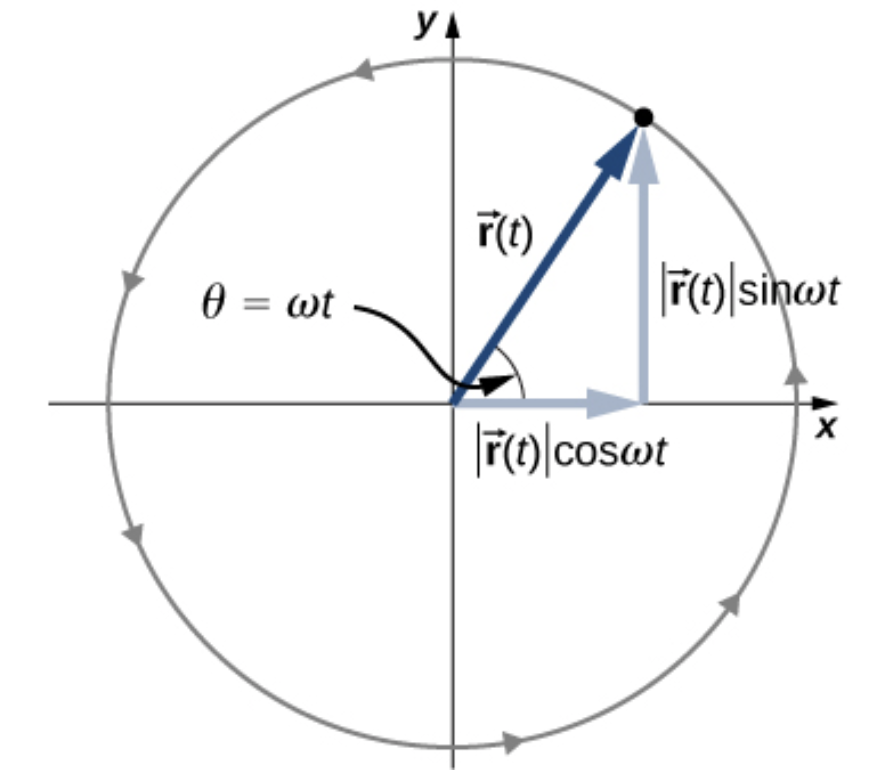 y
r⃗(t)
|r⃗(t)|sinωt
θ = ωt
x
|r⃗(t)|cosωt